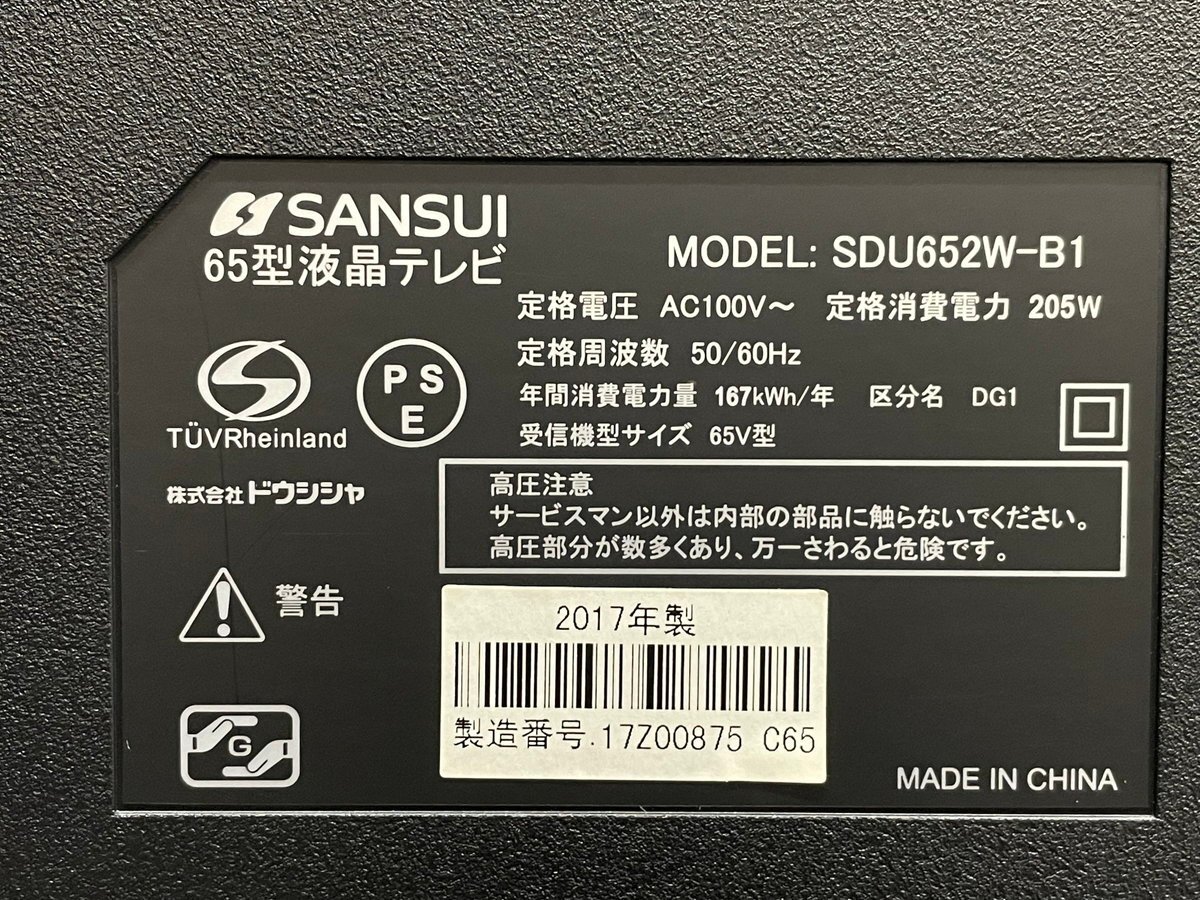 SANSUI
65型液晶テレビ
MODEL: SDU652W-B1
定格電圧 AC100V～ 定格消費電力 205W
定格周波数 50/60Hz
年間消費電力量 167kWh/年 区分名 DG1
受信機型サイズ 65V型
TÜVRheinland
PS
E
株式会社ドウシシャ
高圧注意
サービスマン以外は内部の部品に触らないでください。
高圧部分が数多くあり、万一さわると危険です。
警告
2017年製
製造番号.17Z00875 C65
G
MADE IN CHINA